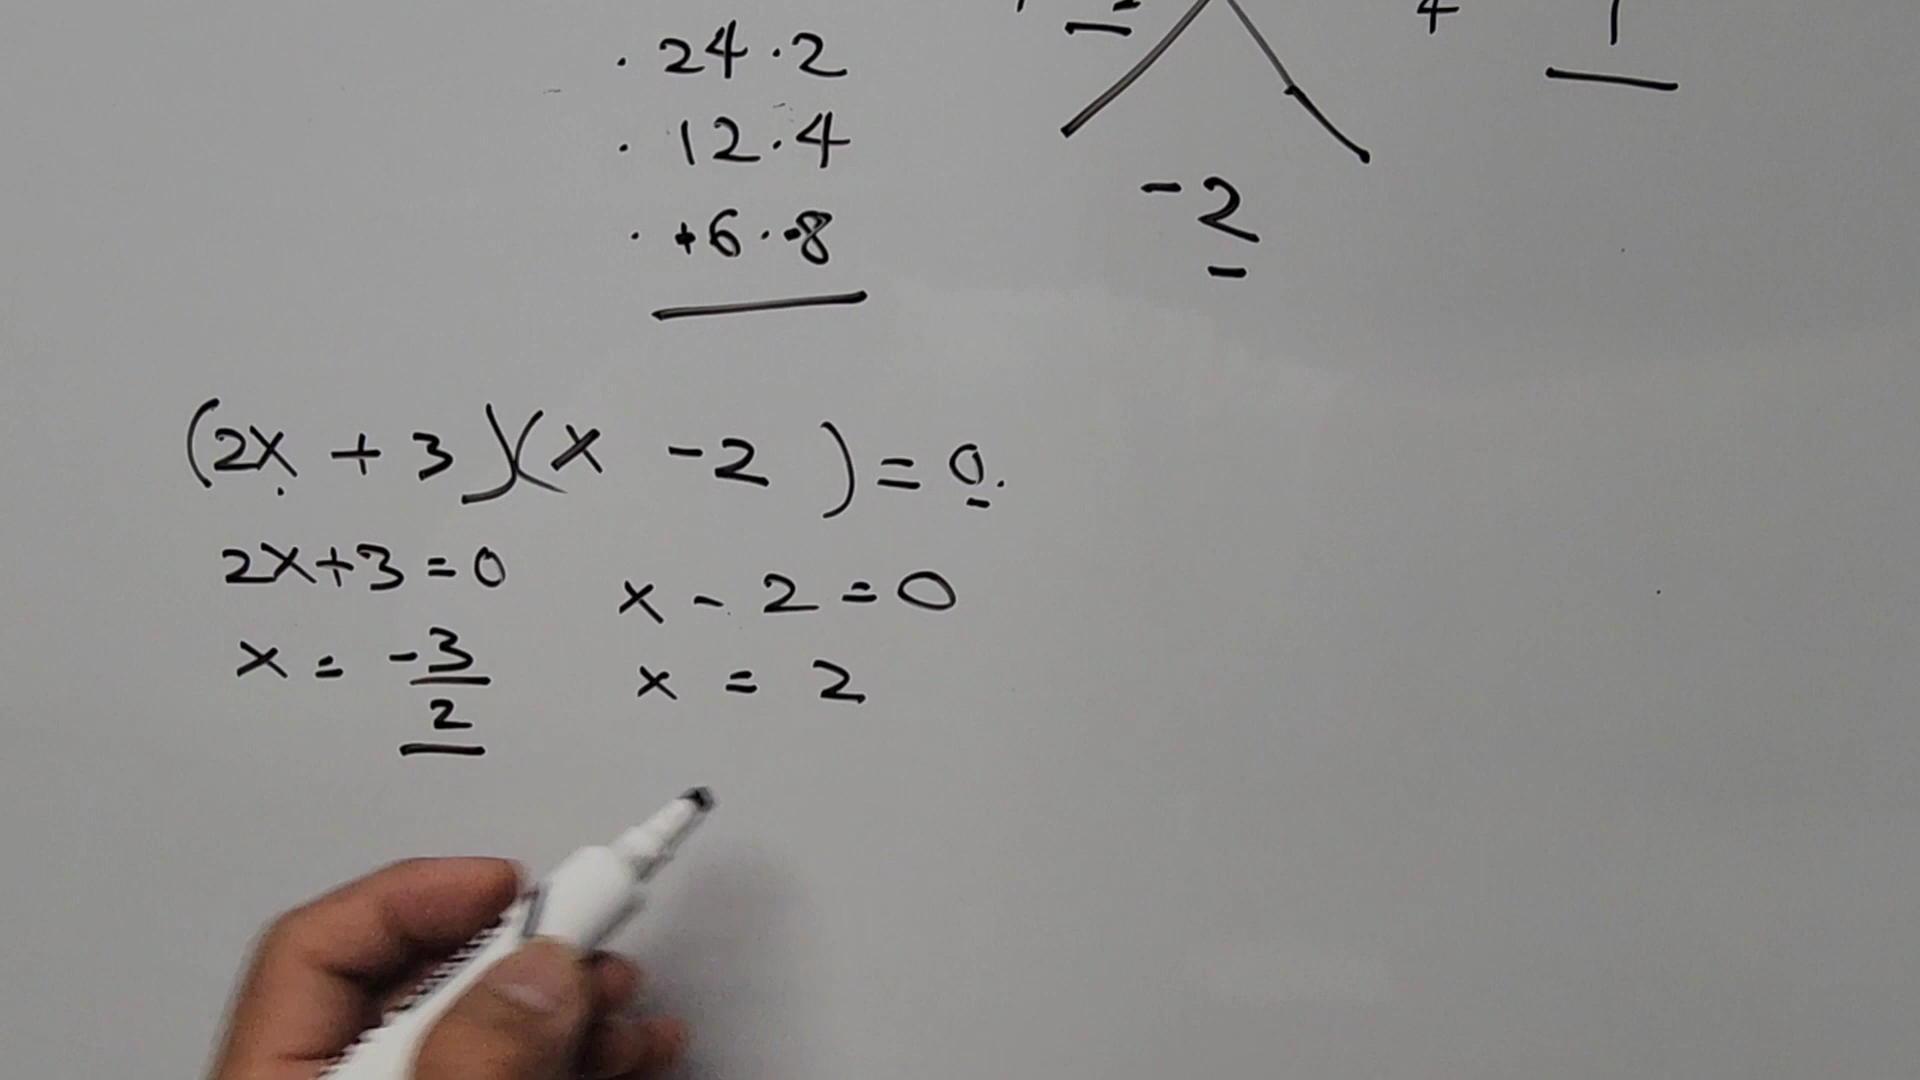 . 24 . 2
. 12 . 4
. +6 . -8
-2
(2x + 3)(x - 2) = 0.
2x+3 = 0
x = -3/2
x - 2 = 0
x = 2